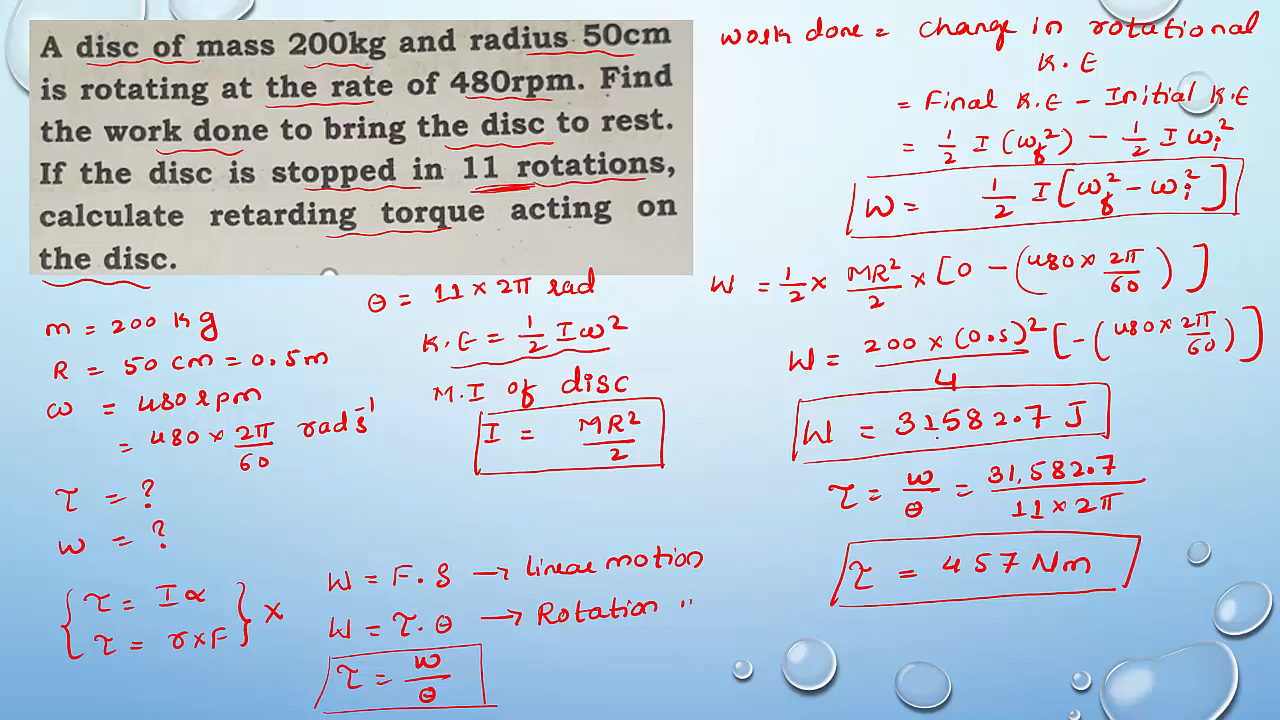 A disc of mass 200kg and radius 50cm
is rotating at the rate of 480rpm. Find
the work done to bring the disc to rest.
If the disc is stopped in 11 rotations,
calculate retarding torque acting on
the disc.
m = 200 Kg
R = 50 cm = 0.5m
ω = 480 rpm
= 480 × 2π/60 rad s⁻¹
τ = ?
W = ?
{ τ = Iα
τ = r×F } ×
θ = 11 × 2π rad
K.E = 1/2 Iω²
M.I of disc
I = MR²/2
W = F.S → Linear motion
W = τ.θ → Rotation "
τ = W/θ
Work done = Change in rotational
K.E
= Final K.E - Initial K.E
= 1/2 I (ω_f²) - 1/2 I ω_i²
W = 1/2 I [ω_f² - ω_i²]
W = 1/2 × MR²/2 × [0 - (480 × 2π/60)]
W = 200 × (0.5)²/4 [-(480 × 2π/60)]
W = 31582.7 J
τ = W/θ = 31,582.7/11 × 2π
τ = 457 Nm